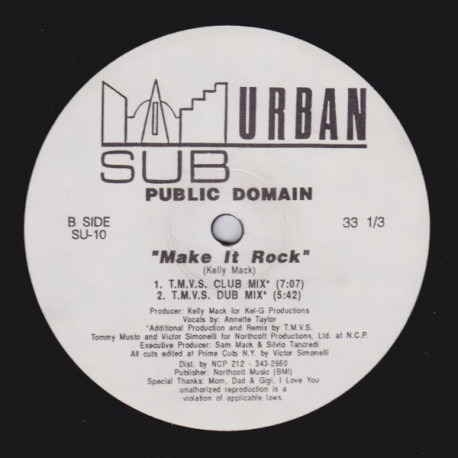 URBAN
SUB
PUBLIC DOMAIN
B SIDE
SU-10
33 1/3
"Make It Rock"
(Kelly Mack)
1. T.M.V.S. CLUB MIX* (7:07)
2. T.M.V.S. DUB MIX* (5:42)
Producer: Kelly Mack for Kel-G Productions
Vocals by: Annette Taylor
*Additional Production and Remix by T.M.V.S.
Tommy Musto and Victor Simonelli for Northcott Productions, Ltd. at N.C.P.
Executive Producer: Sam Mack & Silvio Tancredi
All cuts edited at Prime Cuts N.Y. by Victor Simonelli
Dist. by NCP 212 - 343-2660
Publisher: Northcott Music (BMI)
Special Thanks: Mom, Dad & Gigi, I Love You
unauthorized reproduction is a
violation of applicable laws.